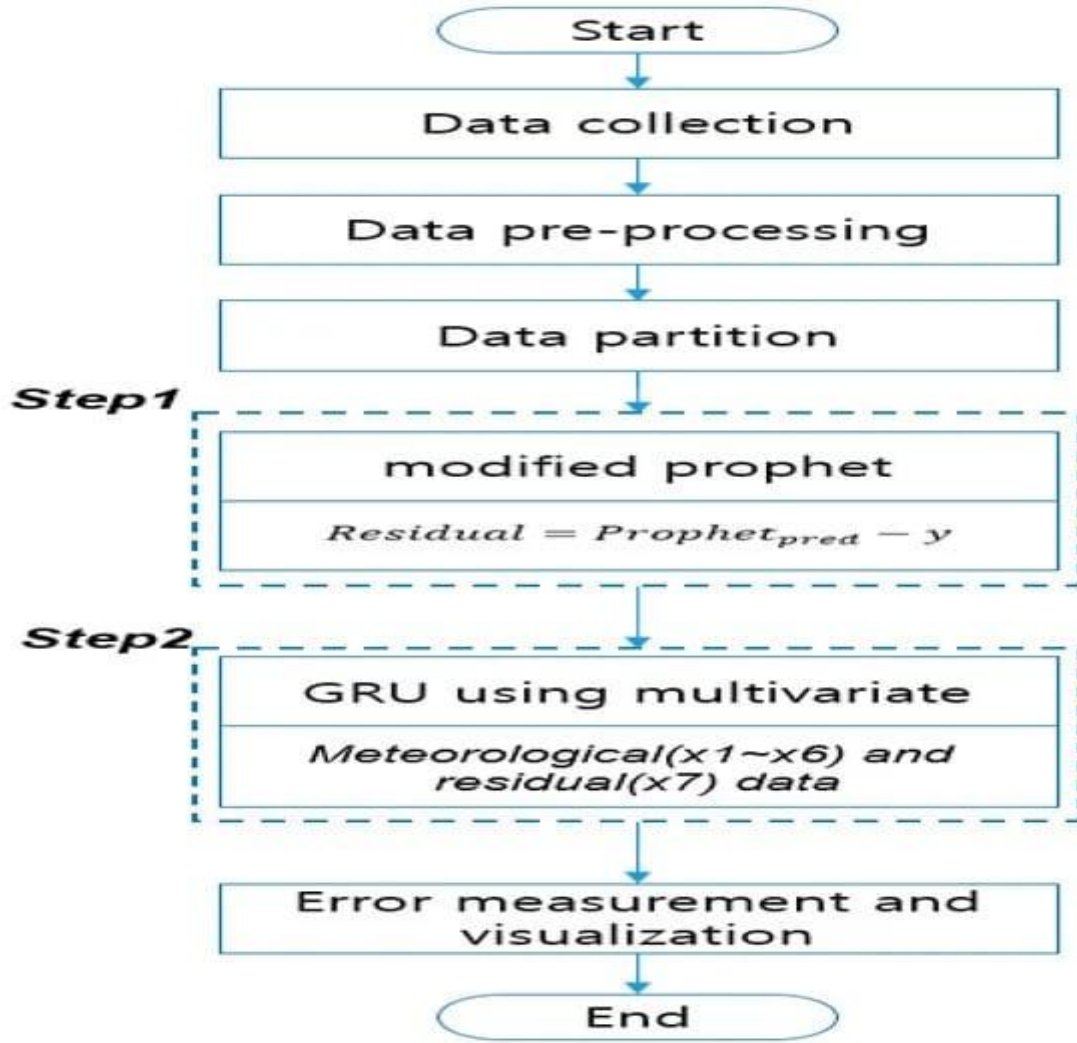 Start
Data collection
Data pre-processing
Data partition
Step1
modified prophet
Residual = Prophet_pred − y
Step2
GRU using multivariate
Meteorological(x1~x6) and
residual(x7) data
Error measurement and
visualization
End